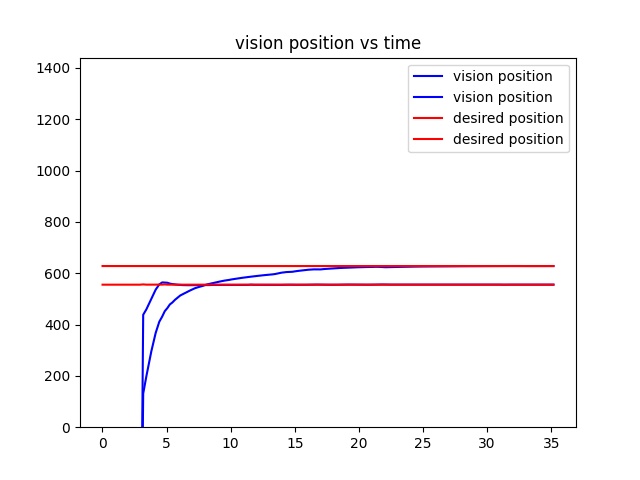 vision position vs time
1400
1200
1000
800
600
400
200
0
vision position
vision position
desired position
desired position
0 5 10 15 20 25 30 35